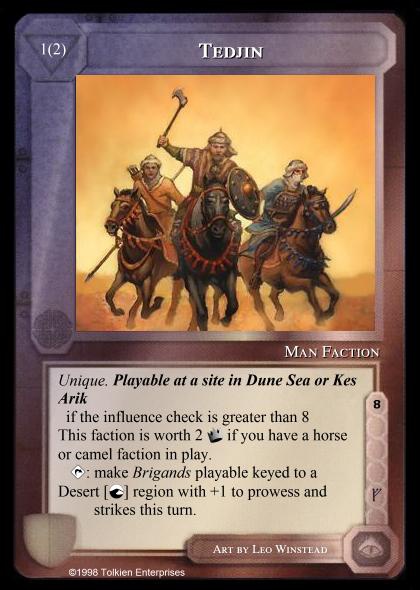 1(2)
TEDJIN
MAN FACTION
Unique. Playable at a site in Dune Sea or Kes
Arik
if the influence check is greater than 8
This faction is worth 2 if you have a horse
or camel faction in play.
: make Brigands playable keyed to a
Desert [ ] region with +1 to prowess and
strikes this turn.
8
ART BY LEO WINSTEAD
©1998 Tolkien Enterprises